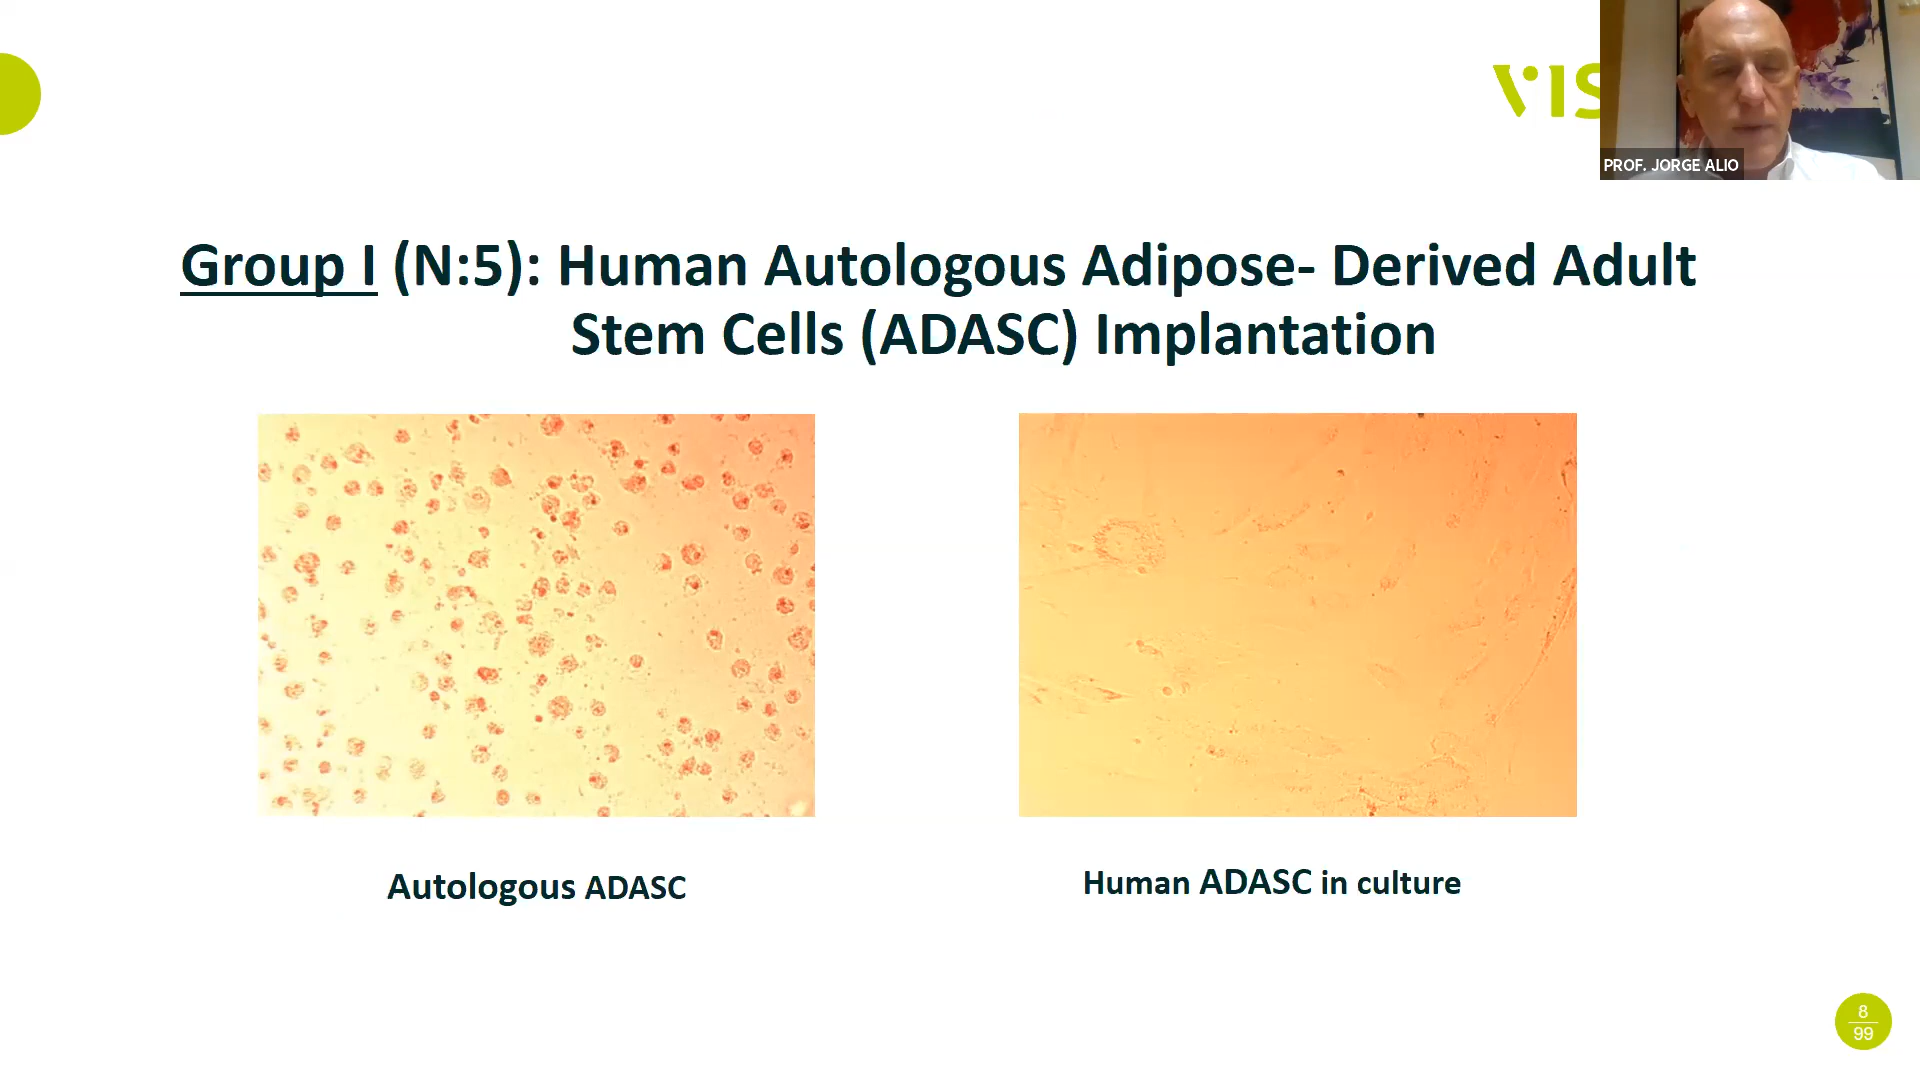 VIS
PROF. JORGE ALIO
Group I (N:5): Human Autologous Adipose- Derived Adult
Stem Cells (ADASC) Implantation
Autologous ADASC
Human ADASC in culture
8
99